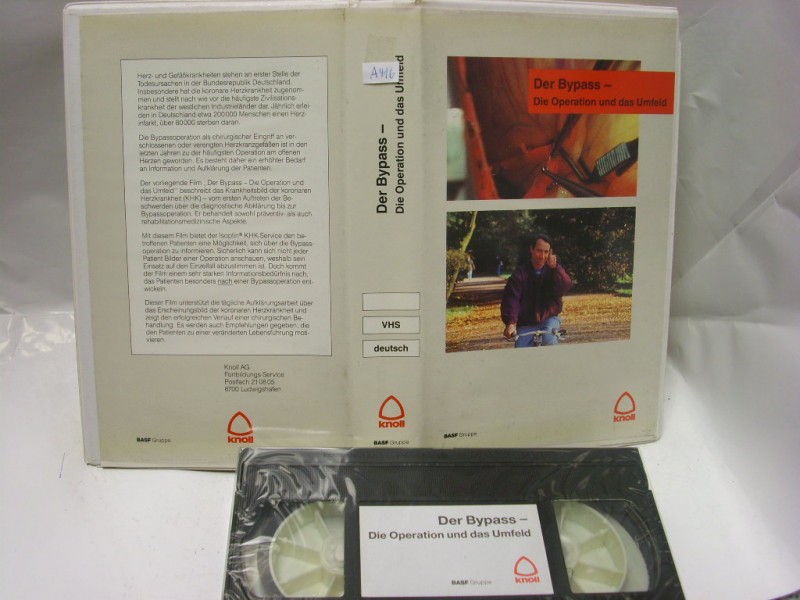 Herz- und Gefäßkrankheiten stehen an erster Stelle der
Todesursachen in der Bundesrepublik Deutschland
Insbesondere hat die koronare Herzkrankheit zugenom-
men und stellt nach wie vor die häufigste Zivilisations-
krankheit der westlichen Industrieländer dar. Jährlich erlei-
den in Deutschland etwa 200000 Menschen einen Herz-
infarkt, über 80000 sterben daran.
Die Bypassoperation als chirurgischer Eingriff an ver-
schlossenen oder verengten Herzkranzgefäßen ist in den
letzten Jahren zu der häufigsten Operation am offenen
Herzen geworden. Es besteht daher ein erhöhter Bedarf
an Information und Aufklärung der Patienten.
Der vorliegende Film „Der Bypass – Die Operation und
das Umfeld" beschreibt das Krankheitsbild der koronaren
Herzkrankheit (KHK) – vom ersten Auftreten der Be-
schwerden über die diagnostische Abklärung bis zur
Bypassoperation. Er behandelt sowohl präventiv- als auch
rehabilitationsmedizinische Aspekte.
Mit diesem Film bietet der Isoptin® KHK-Service den be-
troffenen Patienten eine Möglichkeit, sich über die Bypass-
operation zu informieren. Sicherlich kann sich nicht jeder
Patient Bilder einer Operation anschauen, weshalb sein
Einsatz auf den Einzelfall abzustimmen ist. Doch kommt
der Film einem sehr starken Informationsbedürfnis nach,
das Patienten besonders nach einer Bypassoperation ent-
wickeln.
Dieser Film unterstützt die tägliche Aufklärungsarbeit über
das Erscheinungsbild der koronaren Herzkrankheit und
zeigt den erfolgreichen Verlauf einer chirurgischen Be-
handlung. Es werden auch Empfehlungen gegeben, die
den Patienten zu einer veränderten Lebensführung moti-
vieren.
Knoll AG
Fortbildungs-Service
Postfach 210805
6700 Ludwigshafen
BASF Gruppe
knoll
A416
Der Bypass –
Die Operation und das Umfeld
VHS
deutsch
knoll
BASF Gruppe
Der Bypass –
Die Operation und das Umfeld
knoll
BASF Gruppe
Der Bypass –
Die Operation und das Umfeld
BASF Gruppe
knoll